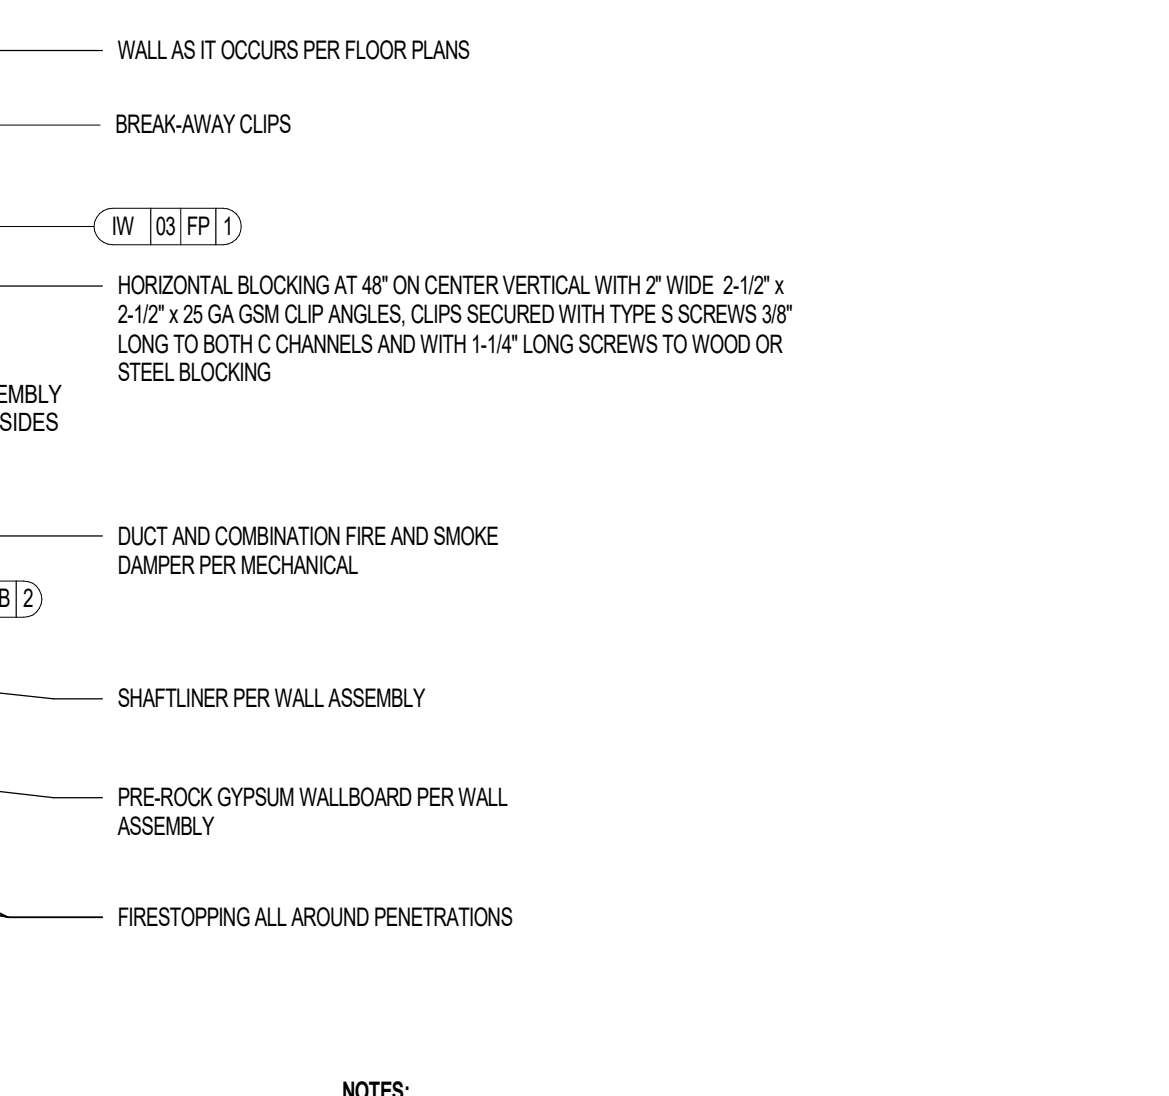 WALL AS IT OCCURS PER FLOOR PLANS
BREAK-AWAY CLIPS
IW 03 FP 1
HORIZONTAL BLOCKING AT 48" ON CENTER VERTICAL WITH 2" WIDE 2-1/2" x
2-1/2" x 25 GA GSM CLIP ANGLES, CLIPS SECURED WITH TYPE S SCREWS 3/8"
LONG TO BOTH C CHANNELS AND WITH 1-1/4" LONG SCREWS TO WOOD OR
STEEL BLOCKING
EMBLY
SIDES
DUCT AND COMBINATION FIRE AND SMOKE
DAMPER PER MECHANICAL
B 2
SHAFTLINER PER WALL ASSEMBLY
PRE-ROCK GYPSUM WALLBOARD PER WALL
ASSEMBLY
FIRESTOPPING ALL AROUND PENETRATIONS
NOTES: